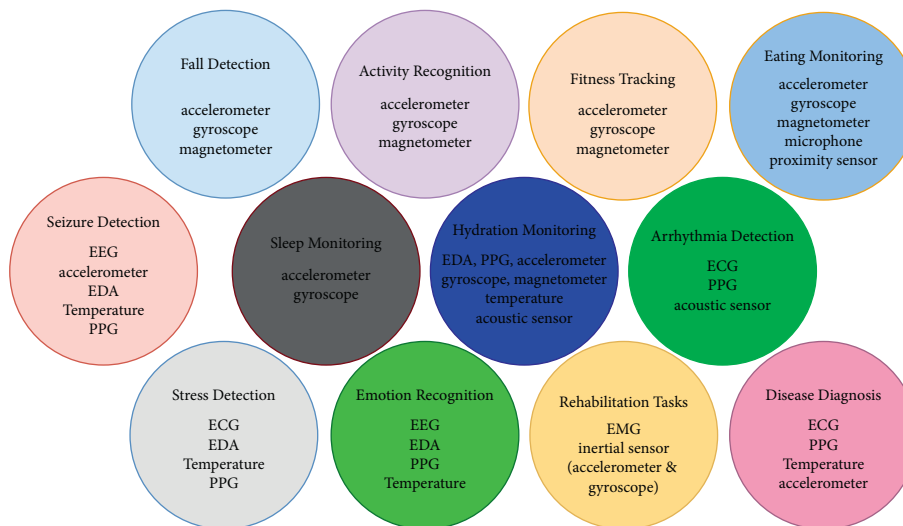 Fall Detection
accelerometer
gyroscope
magnetometer
Activity Recognition
accelerometer
gyroscope
magnetometer
Fitness Tracking
accelerometer
gyroscope
magnetometer
Eating Monitoring
accelerometer
gyroscope
magnetometer
microphone
proximity sensor
Seizure Detection
EEG
accelerometer
EDA
Temperature
PPG
Sleep Monitoring
accelerometer
gyroscope
Hydration Monitoring
EDA, PPG, accelerometer
gyroscope, magnetometer
temperature
acoustic sensor
Arrhythmia Detection
ECG
PPG
acoustic sensor
Stress Detection
ECG
EDA
Temperature
PPG
Emotion Recognition
EEG
EDA
PPG
Temperature
Rehabilitation Tasks
EMG
inertial sensor
(accelerometer &
gyroscope)
Disease Diagnosis
ECG
PPG
Temperature
accelerometer